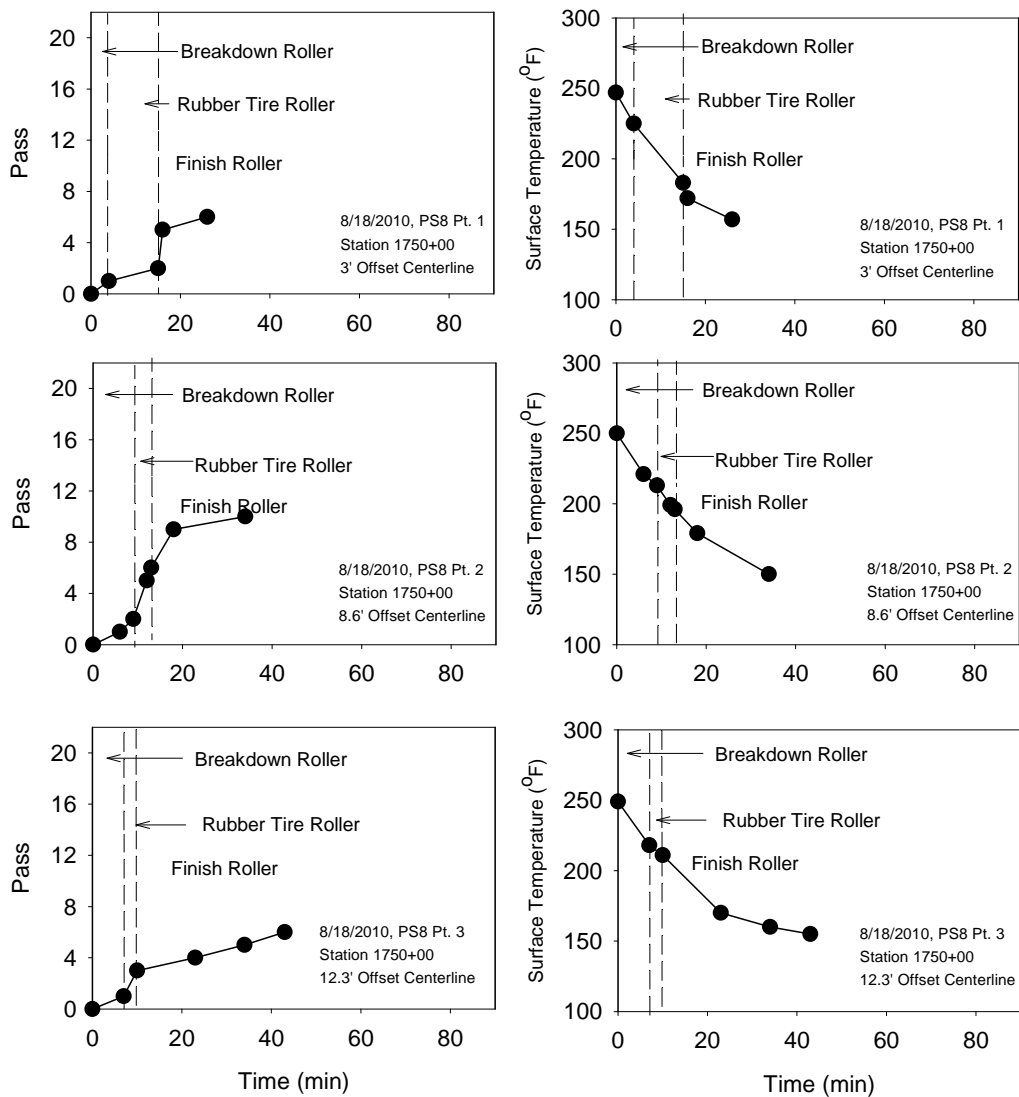 20
16
12
8
4
0
Pass
Breakdown Roller
Rubber Tire Roller
Finish Roller
8/18/2010, PS8 Pt. 1
Station 1750+00
3' Offset Centerline
0 20 40 60 80
300
250
200
150
100
Surface Temperature (°F)
Breakdown Roller
Rubber Tire Roller
Finish Roller
8/18/2010, PS8 Pt. 1
Station 1750+00
3' Offset Centerline
0 20 40 60 80
20
16
12
8
4
0
Pass
Breakdown Roller
Rubber Tire Roller
Finish Roller
8/18/2010, PS8 Pt. 2
Station 1750+00
8.6' Offset Centerline
0 20 40 60 80
300
250
200
150
100
Surface Temperature (°F)
Breakdown Roller
Rubber Tire Roller
Finish Roller
8/18/2010, PS8 Pt. 2
Station 1750+00
8.6' Offset Centerline
0 20 40 60 80
20
16
12
8
4
0
Pass
Breakdown Roller
Rubber Tire Roller
Finish Roller
8/18/2010, PS8 Pt. 3
Station 1750+00
12.3' Offset Centerline
0 20 40 60 80
Time (min)
300
250
200
150
100
Surface Temperature (°F)
Breakdown Roller
Rubber Tire Roller
Finish Roller
8/18/2010, PS8 Pt. 3
Station 1750+00
12.3' Offset Centerline
0 20 40 60 80
Time (min)